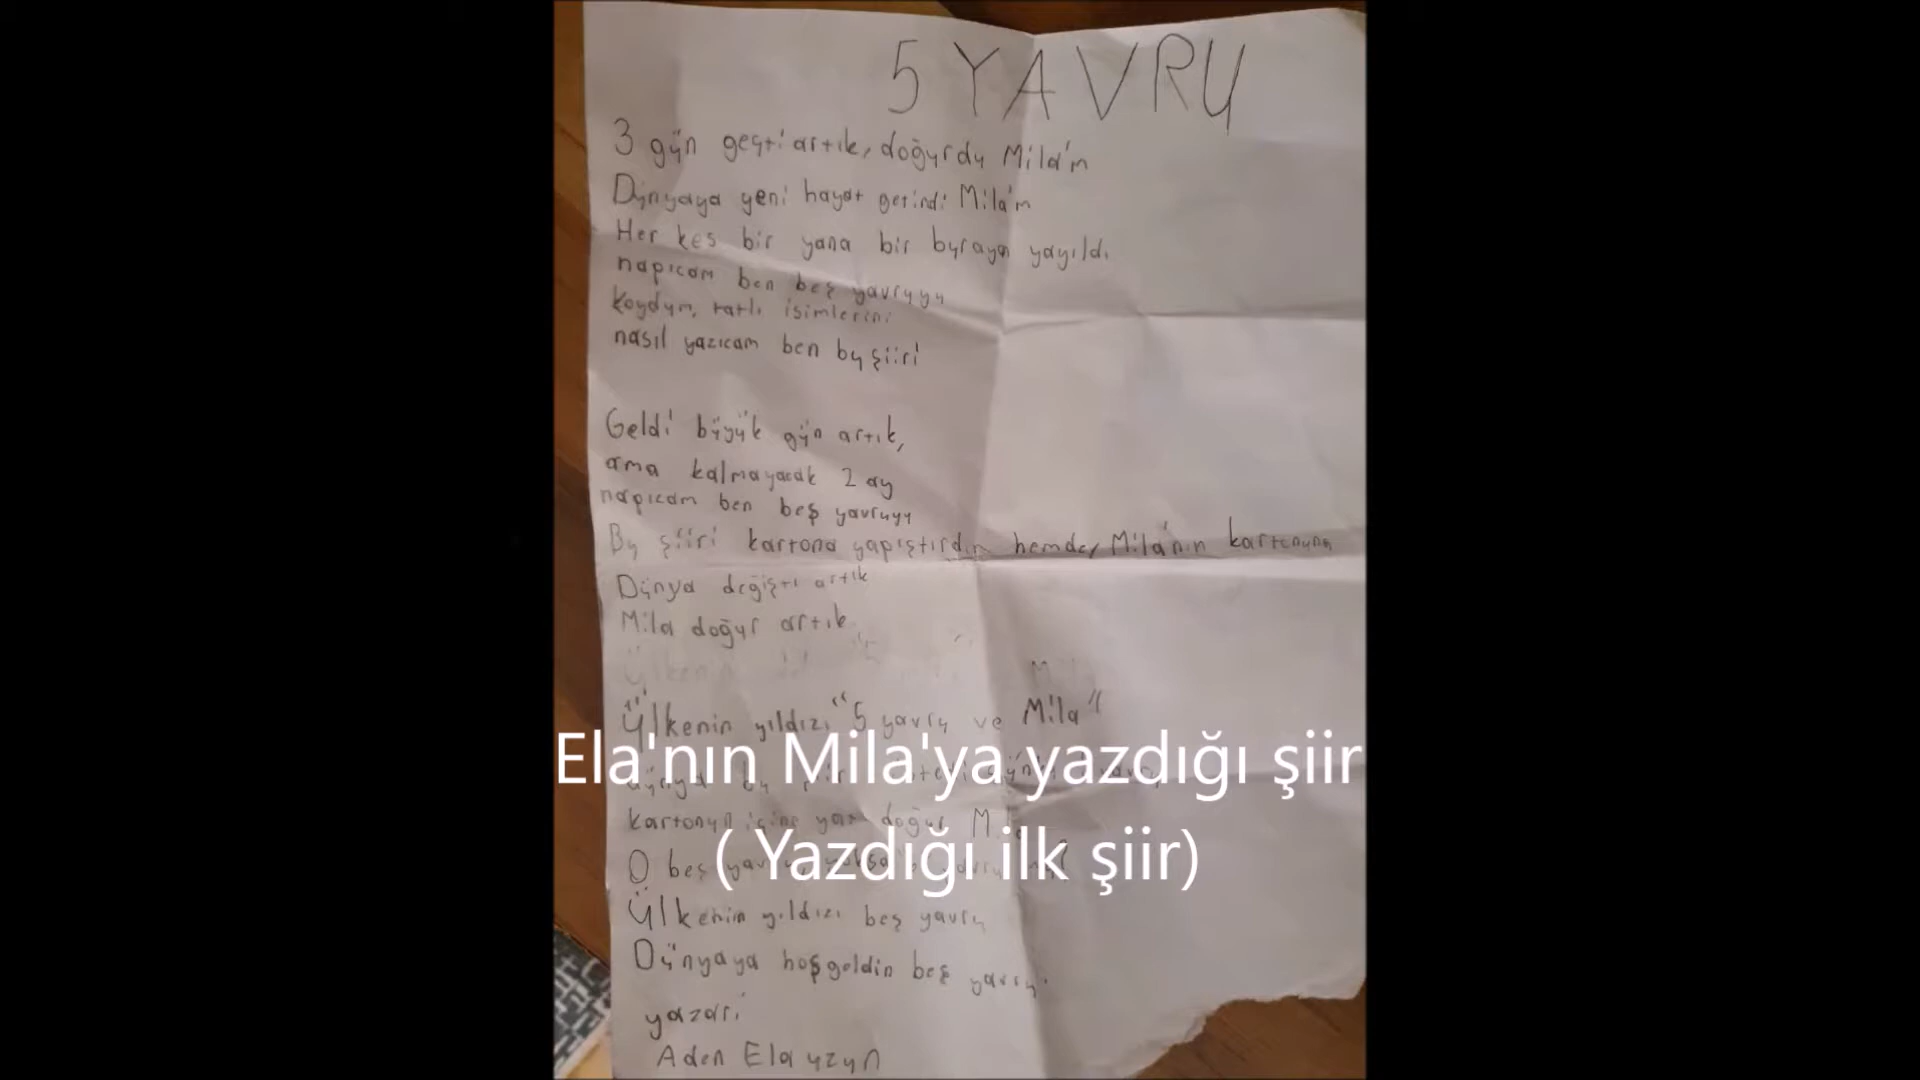 5 YAVRU
3 gün geçti artık, doğurdu Mila'm
Dünyaya yeni hayat getirdi Mila'm
Her kes bir yana bir buraya yayıldı
napıcam ben beş yavruyu
koydum, tatlı isimlerini
nasıl yazıcam ben bu şiiri
Geldi büyük gün artık,
ama kalmayacak 2 ay
napıcam ben beş yavruyu
Bu şiiri kartona yapıştırdım hemde, Mila'nın kartonuna
Dünya değişti artık
Mila doğur artık
Ülkenin yıldızı "5 yavru ve Mila"
Ela'nın Mila'ya yazdığı şiir
kartonun içine doğur
( Yazdığı ilk şiir)
O beş
Ülkenin yıldızı beş yavru
Dünyaya hoşgeldin beş yavru
yazarı
Aden Ela uzun